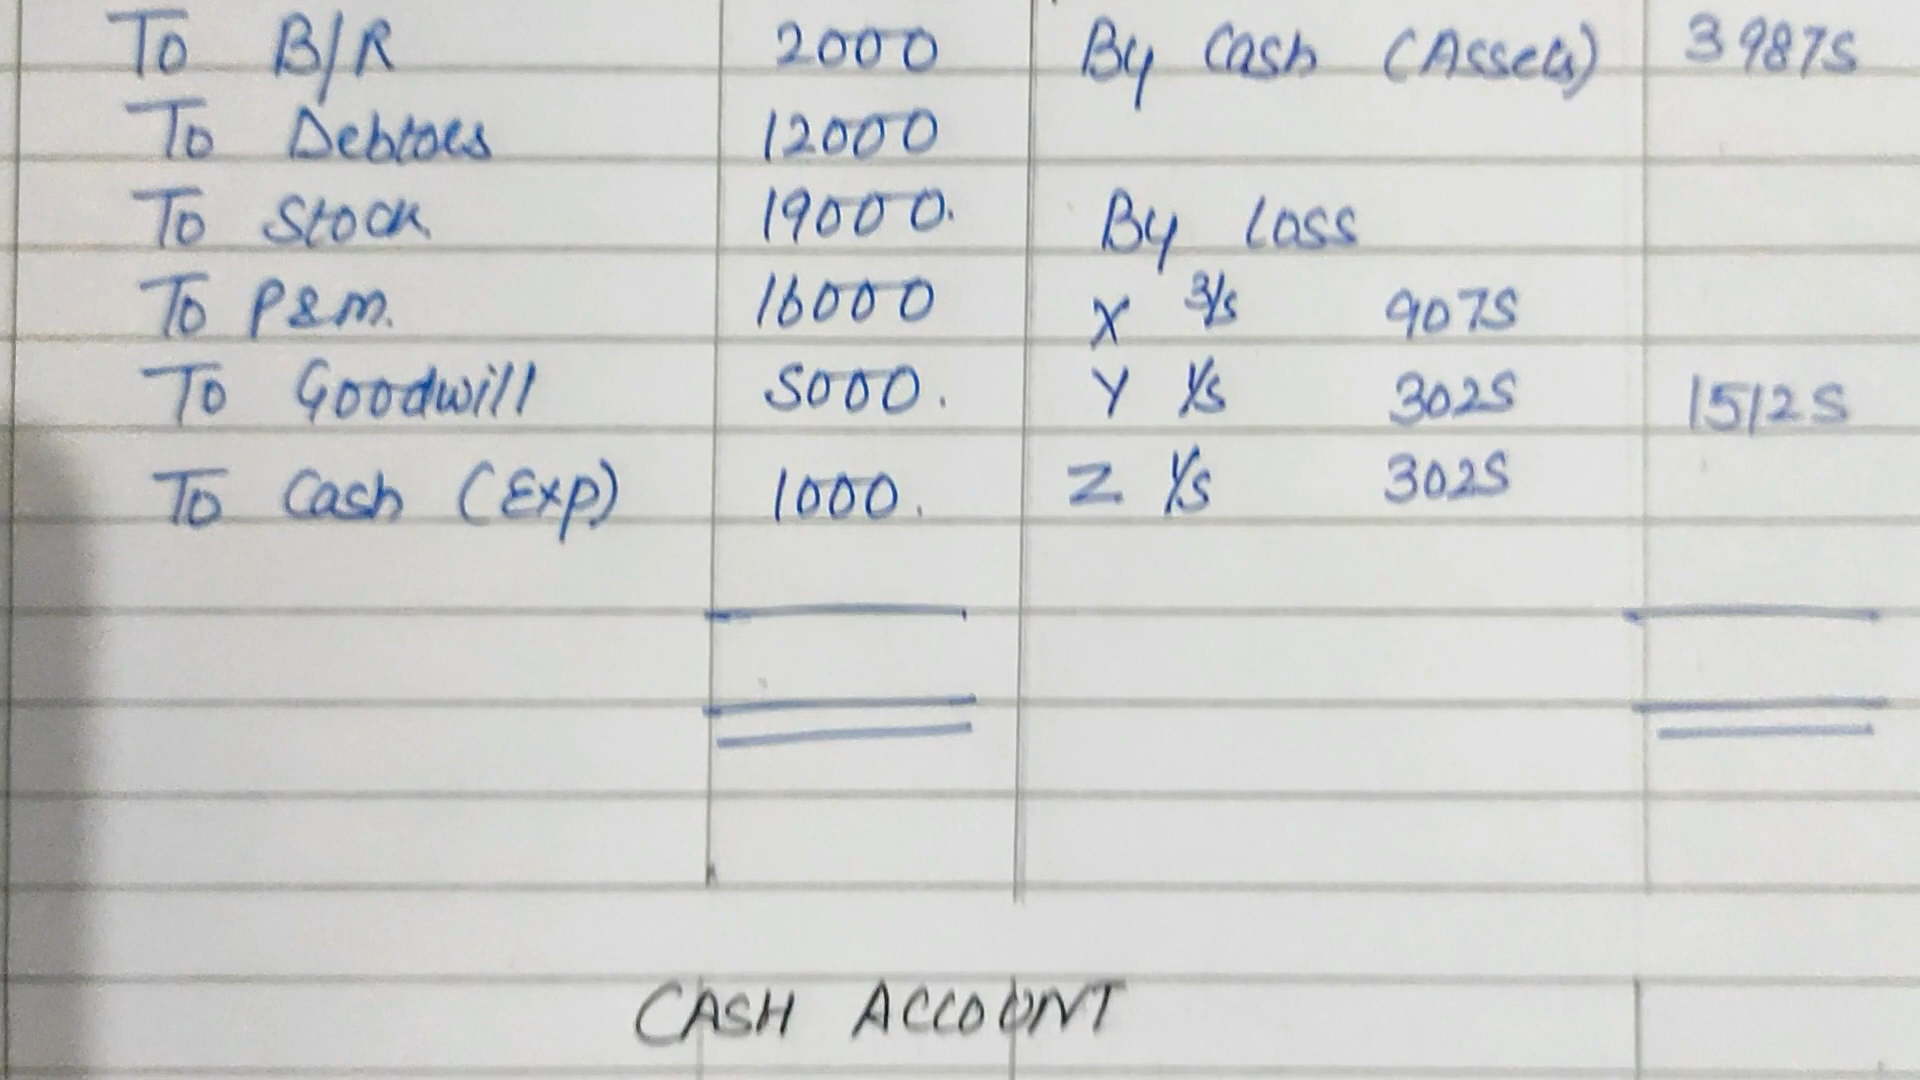 To B/R 2000 By Cash (Assets) 39875
To Debtors 12000
To Stock 19000. By Loss
To P&M. 16000 X 3/5 9075
To Goodwill 5000. Y 1/5 3025 15125
To Cash (Exp) 1000. Z 1/5 3025
CASH ACCOUNT